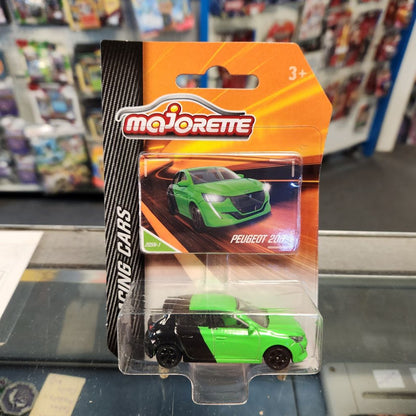 3+
majorette
PEUGEOT 208
RACING CARS